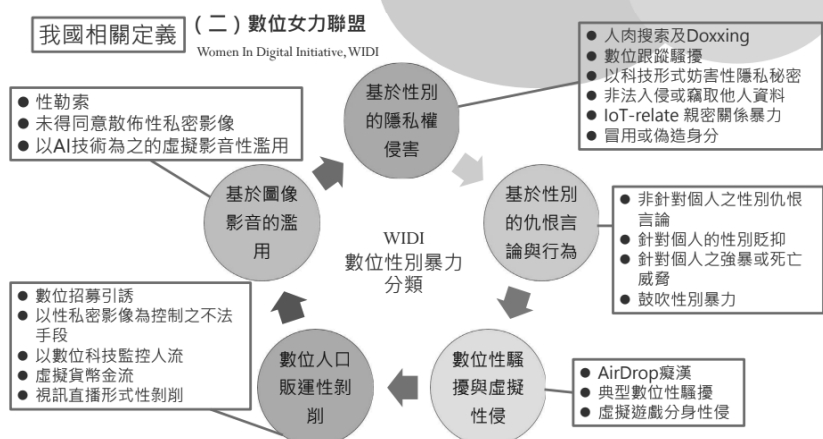 我國相關定義
(二)數位女力聯盟
Women In Digital Initiative, WIDI
● 人肉搜索及Doxxing
● 數位跟蹤騷擾
● 以科技形式妨害性隱私秘密
● 非法入侵或竊取他人資料
● IoT-relate 親密關係暴力
● 冒用或偽造身分
基於性別
的隱私權
侵害
● 性勒索
● 未得同意散佈性私密影像
● 以AI技術為之的虛擬影音性濫用
基於圖像
影音的濫
用
基於性別
的仇恨言
論與行為
● 非針對個人之性別仇恨
言論
● 針對個人的性別貶抑
● 針對個人之強暴或死亡
威脅
● 鼓吹性別暴力
WIDI
數位性別暴力
分類
● 數位招募引誘
● 以性私密影像為控制之不法
手段
● 以數位科技監控人流
● 虛擬貨幣金流
● 視訊直播形式性剝削
數位人口
販運性剝
削
數位性騷
擾與虛擬
性侵
● AirDrop癡漢
● 典型數位性騷擾
● 虛擬遊戲分身性侵